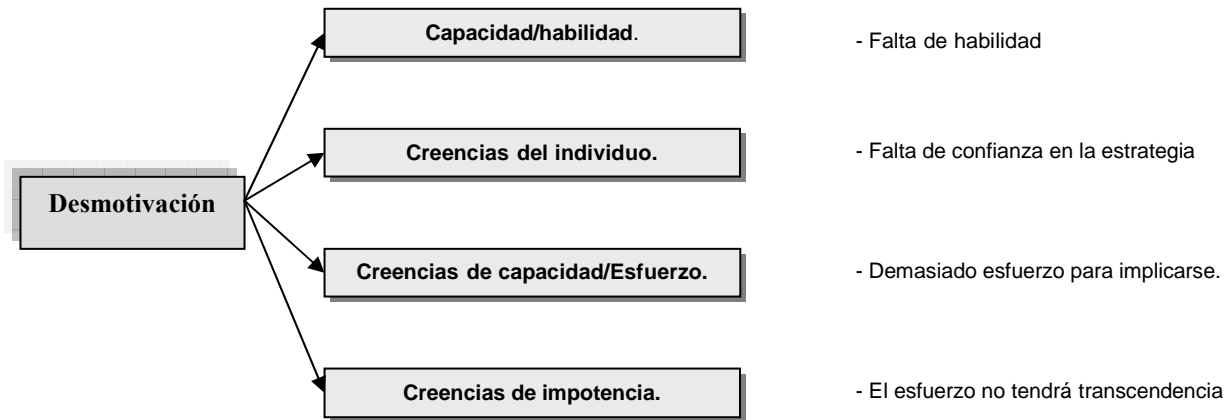 Capacidad/habilidad.
- Falta de habilidad
Creencias del individuo.
- Falta de confianza en la estrategia
Desmotivación
Creencias de capacidad/Esfuerzo.
- Demasiado esfuerzo para implicarse.
Creencias de impotencia.
- El esfuerzo no tendrá transcendencia